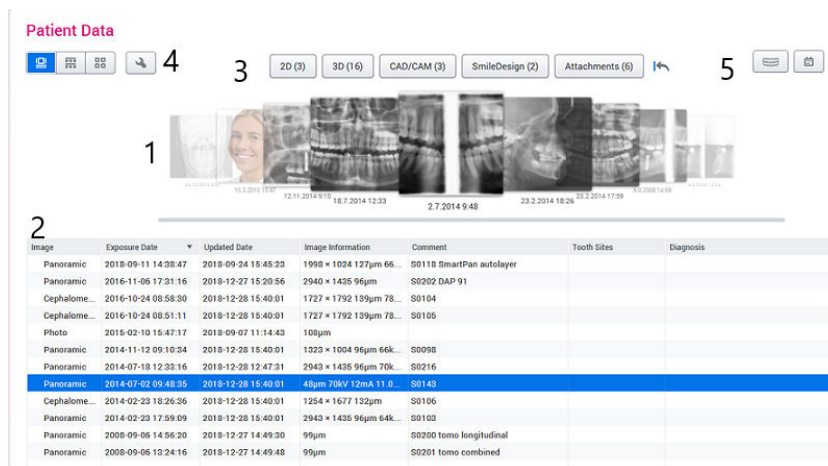 Patient Data
4
3
2D (3) 3D (16) CAD/CAM (3) SmileDesign (2) Attachments (6)
5
1
10.2.2015 15:47
12.11.2014 9:10
18.7.2014 12:33
2.7.2014 9:48
23.2.2014 18:26
23.2.2014 17:59
6.9.2008 14:56
2
Image Exposure Date Updated Date Image Information Comment Tooth Sites Diagnosis
Panoramic 2018-09-11 14:38:47 2018-09-24 15:45:23 1998 × 1024 127µm 66... S0118 SmartPan autolayer
Panoramic 2016-11-06 17:31:16 2018-12-27 15:20:56 2940 × 1435 96µm S0202 DAP 91
Cephalome... 2016-10-24 08:58:30 2018-12-28 15:40:01 1727 × 1792 139µm 78... S0104
Cephalome... 2016-10-24 08:51:11 2018-12-28 15:40:01 1727 × 1792 139µm 78... S0105
Photo 2015-02-10 15:47:17 2018-09-07 11:14:43 108µm
Panoramic 2014-11-12 09:10:34 2018-12-28 15:40:01 1323 × 1004 96µm 66k... S0098
Panoramic 2014-07-18 12:33:16 2018-12-28 12:47:31 2943 × 1435 96µm 70k... S0216
Panoramic 2014-07-02 09:48:35 2018-12-28 15:40:01 48µm 70kV 12mA 11.0... S0143
Cephalome... 2014-02-23 18:26:36 2018-12-28 15:40:01 1254 × 1677 132µm S0106
Panoramic 2014-02-23 17:59:09 2018-12-28 15:40:01 2943 × 1435 96µm 64k... S0103
Panoramic 2008-09-06 14:56:20 2018-12-27 14:49:30 99µm S0200 tomo longitudinal
Panoramic 2008-09-06 13:24:16 2018-12-27 14:49:48 99µm S0201 tomo combined